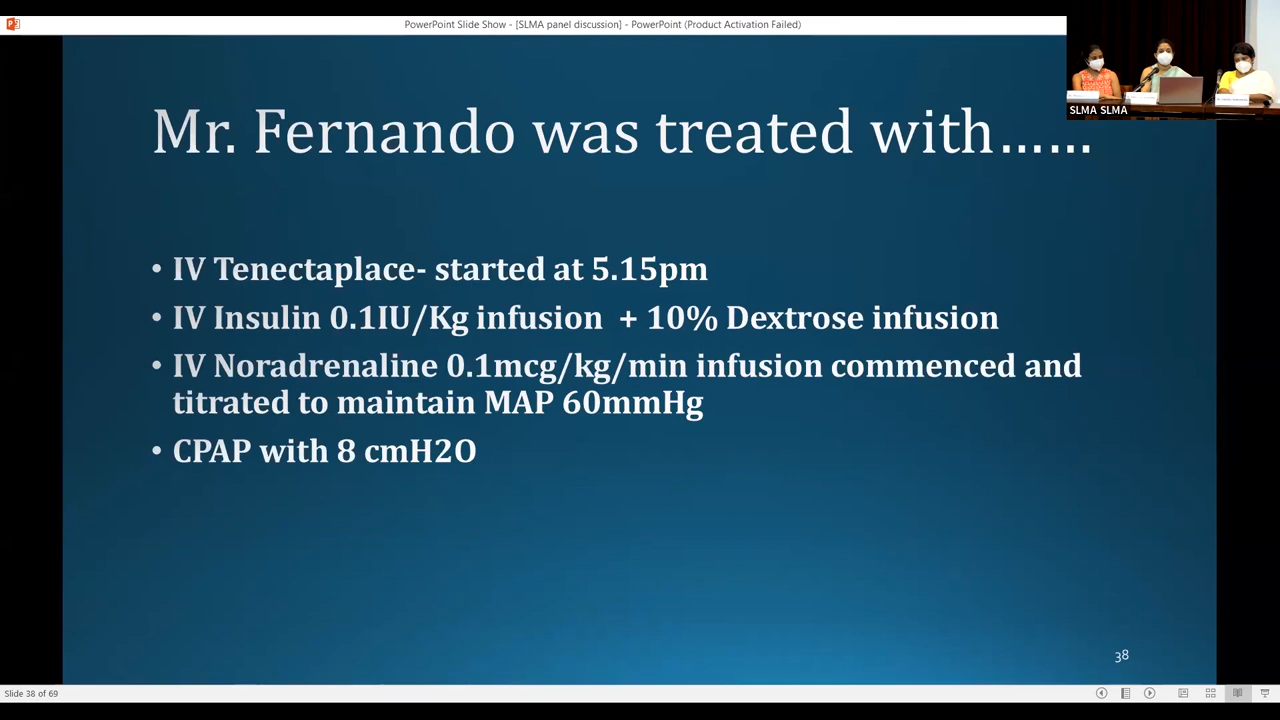 PowerPoint Slide Show - [SLMA panel discussion] - PowerPoint (Product Activation Failed)
SLMA SLMA
Mr. Fernando was treated with......
• IV Tenectaplace- started at 5.15pm
• IV Insulin 0.1IU/Kg infusion + 10% Dextrose infusion
• IV Noradrenaline 0.1mcg/kg/min infusion commenced and
titrated to maintain MAP 60mmHg
• CPAP with 8 cmH2O
38
Slide 38 of 69